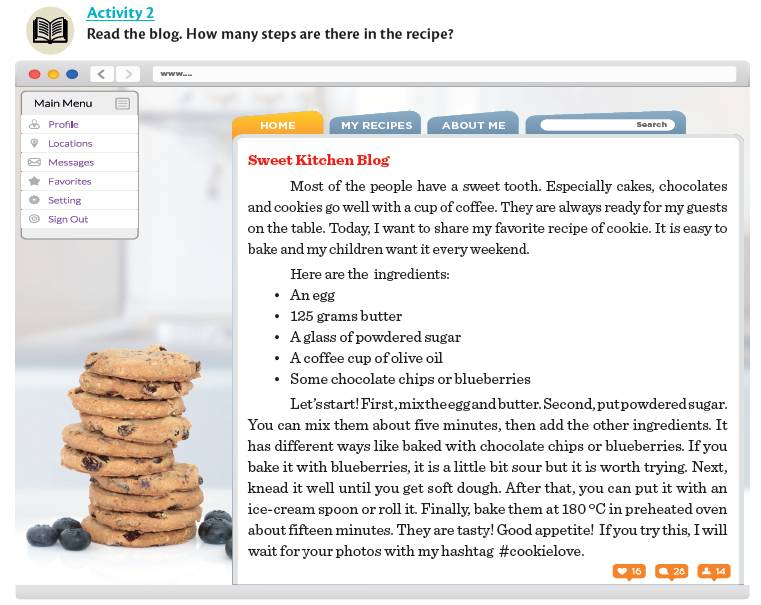 Activity 2
Read the blog. How many steps are there in the recipe?
www....
Main Menu
Profile
Locations
Messages
Favorites
Setting
Sign Out
HOME
MY RECIPES
ABOUT ME
Search
Sweet Kitchen Blog
Most of the people have a sweet tooth. Especially cakes, chocolates
and cookies go well with a cup of coffee. They are always ready for my guests
on the table. Today, I want to share my favorite recipe of cookie. It is easy to
bake and my children want it every weekend.
Here are the ingredients:
• An egg
• 125 grams butter
• A glass of powdered sugar
• A coffee cup of olive oil
• Some chocolate chips or blueberries
Let's start! First, mix the egg and butter. Second, put powdered sugar.
You can mix them about five minutes, then add the other ingredients. It
has different ways like baked with chocolate chips or blueberries. If you
bake it with blueberries, it is a little bit sour but it is worth trying. Next,
knead it well until you get soft dough. After that, you can put it with an
ice-cream spoon or roll it. Finally, bake them at 180 ºC in preheated oven
about fifteen minutes. They are tasty! Good appetite! If you try this, I will
wait for your photos with my hashtag #cookielove.
16
28
14